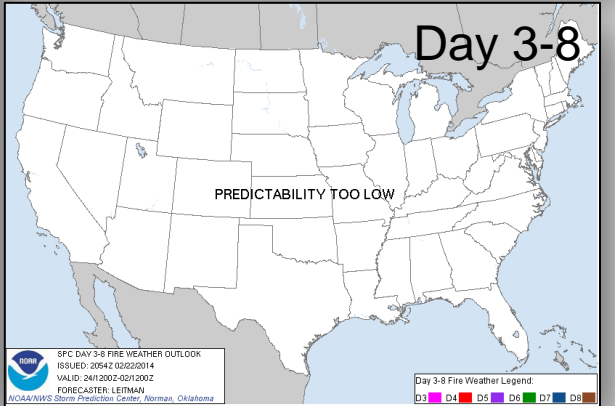 Day 3-8
PREDICTABILITY TOO LOW
NOAA
SPC DAY 3-8 FIRE WEATHER OUTLOOK
ISSUED: 2054Z 02/22/2014
VALID: 24/1200Z-02/1200Z
FORECASTER: LEITMAN
NOAA/NWS Storm Prediction Center, Norman, Oklahoma
Day 3-8 Fire Weather Legend:
D3 D4 D5 D6 D7 D8